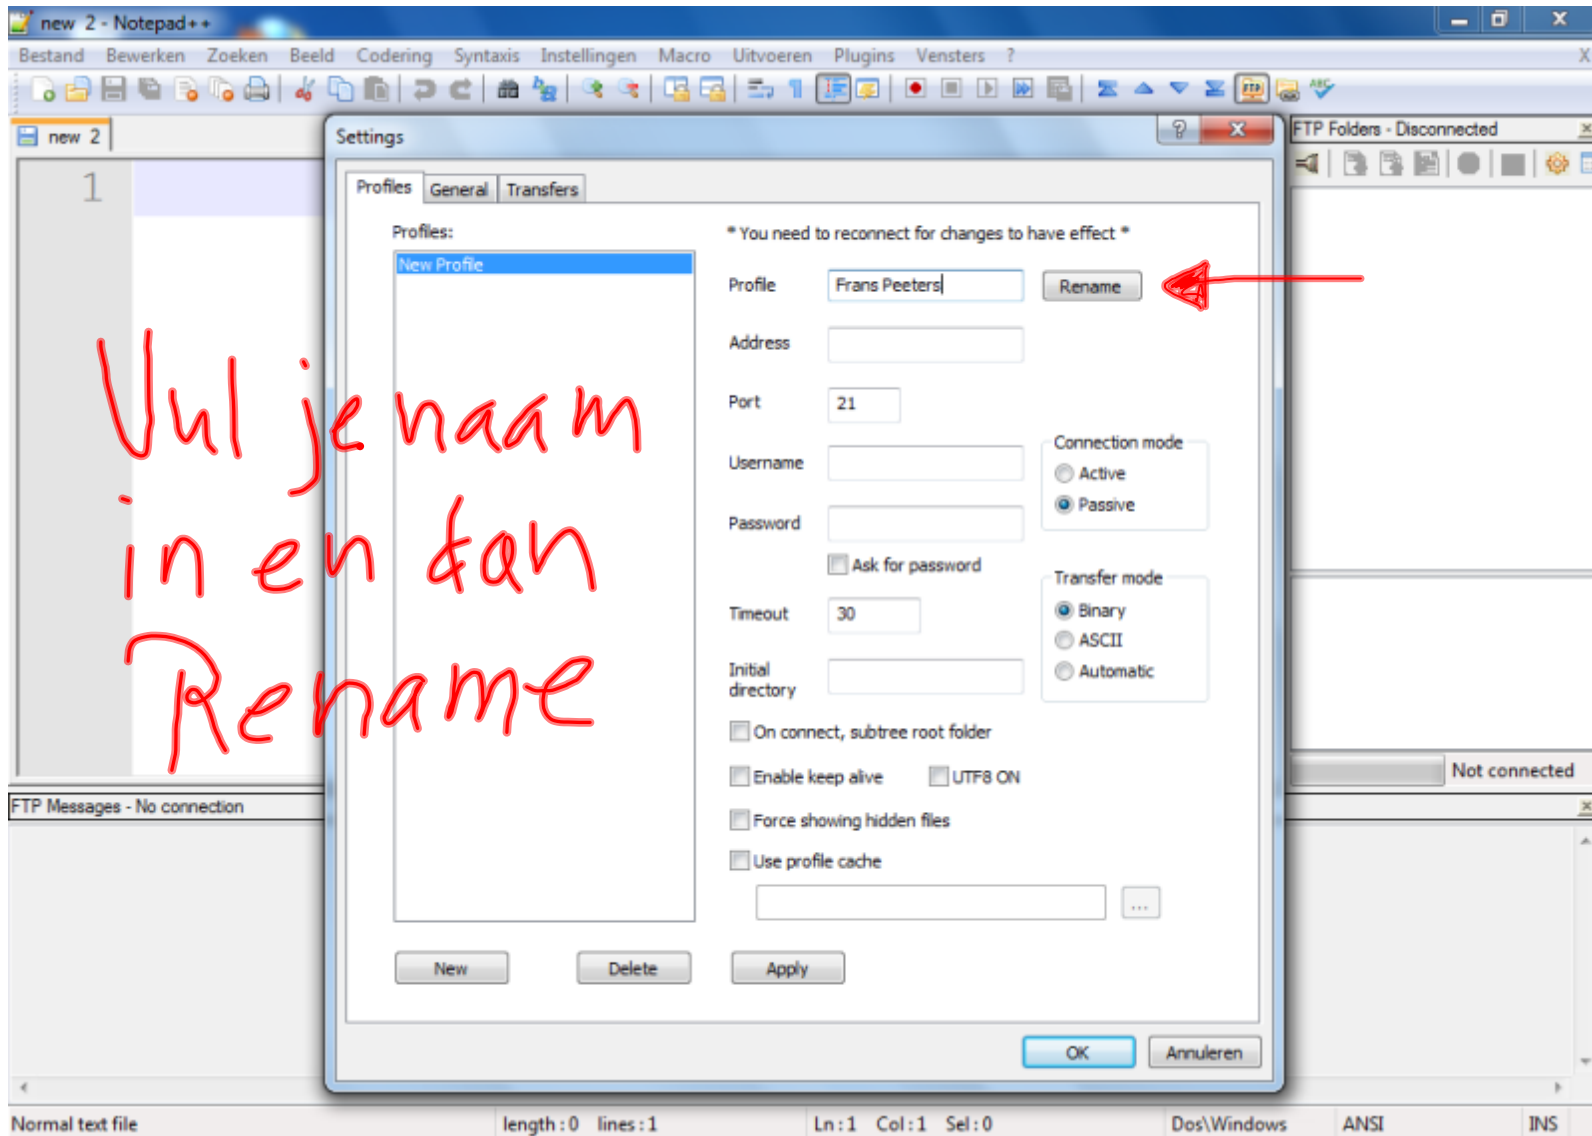 new 2 - Notepad++
Bestand Bewerken Zoeken Beeld Codering Syntaxis Instellingen Macro Uitvoeren Plugins Vensters ? X
FTP ABC
new 2
1
Settings
FTP Folders - Disconnected
Profiles General Transfers
Profiles:
* You need to reconnect for changes to have effect *
New Profile
Profile Frans Peeters Rename
Address
Port 21
Username
Connection mode
Active
Passive
Password
Ask for password
Transfer mode
Timeout 30
Binary
ASCII
Automatic
Initial
directory
On connect, subtree root folder
Enable keep alive UTF8 ON
Force showing hidden files
Use profile cache
...
New Delete Apply
OK Annuleren
Vul je naam
in en dan
Rename
Not connected
FTP Messages - No connection
Normal text file length : 0 lines : 1 Ln : 1 Col : 1 Sel : 0 Dos\Windows ANSI INS